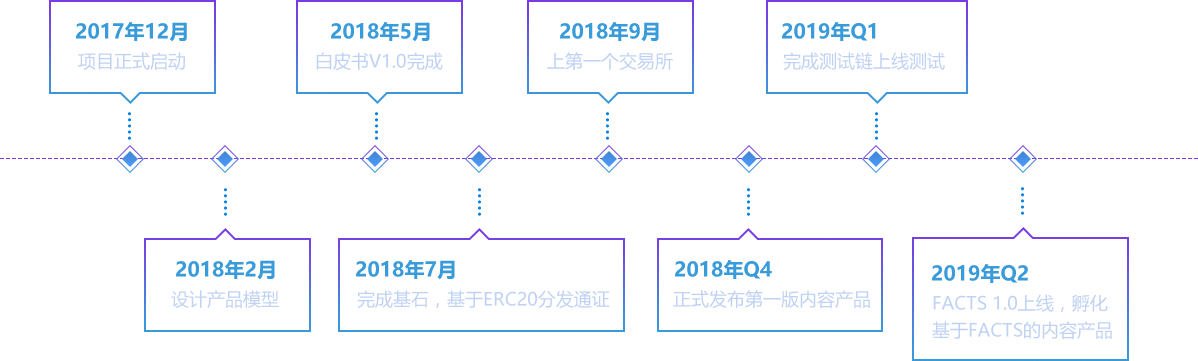 2017年12月
项目正式启动
2018年5月
白皮书V1.0完成
2018年9月
上第一个交易所
2019年Q1
完成测试链上线测试
2018年2月
设计产品模型
2018年7月
完成基石，基于ERC20分发通证
2018年Q4
正式发布第一版内容产品
2019年Q2
FACTS 1.0上线，孵化
基于FACTS的内容产品